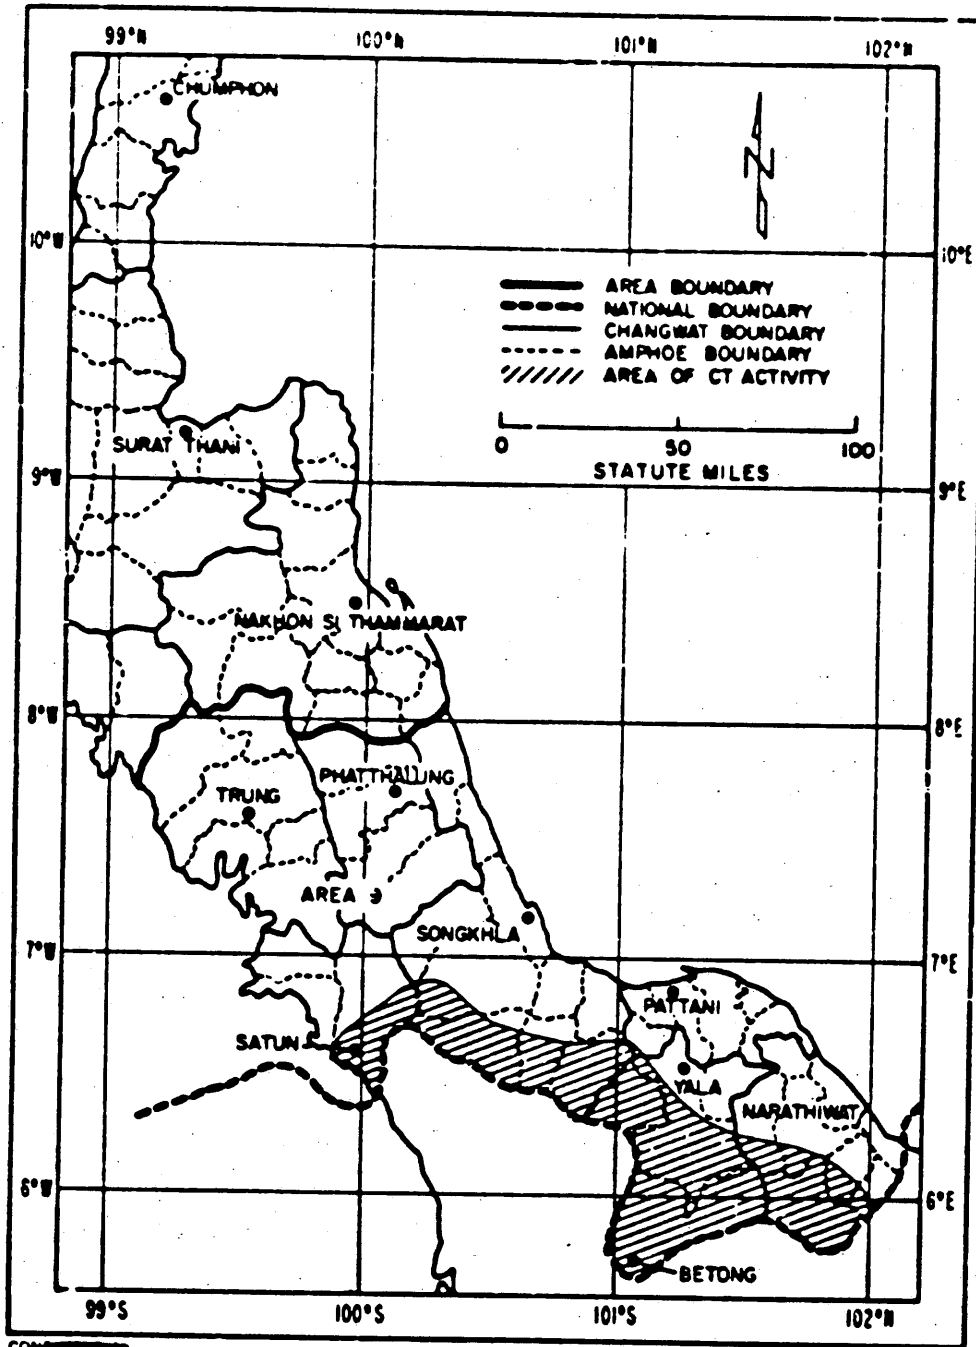 99°N 100°N 101°N 102°N
CHUMPHON
N
10°W 10°E
AREA BOUNDARY
NATIONAL BOUNDARY
CHANGWAT BOUNDARY
AMPHOE BOUNDARY
AREA OF CT ACTIVITY
0 50 100
STATUTE MILES
SURAT THANI
9°W 9°E
NAKHON SI THAMMARAT
8°W 8°E
PHATTHALUNG
TRUNG
AREA 9
SONGKHLA
7°W 7°E
PATTANI
SATUN
YALA
NARATHIWAT
6°W 6°E
BETONG
99°S 100°S 101°S 102°N